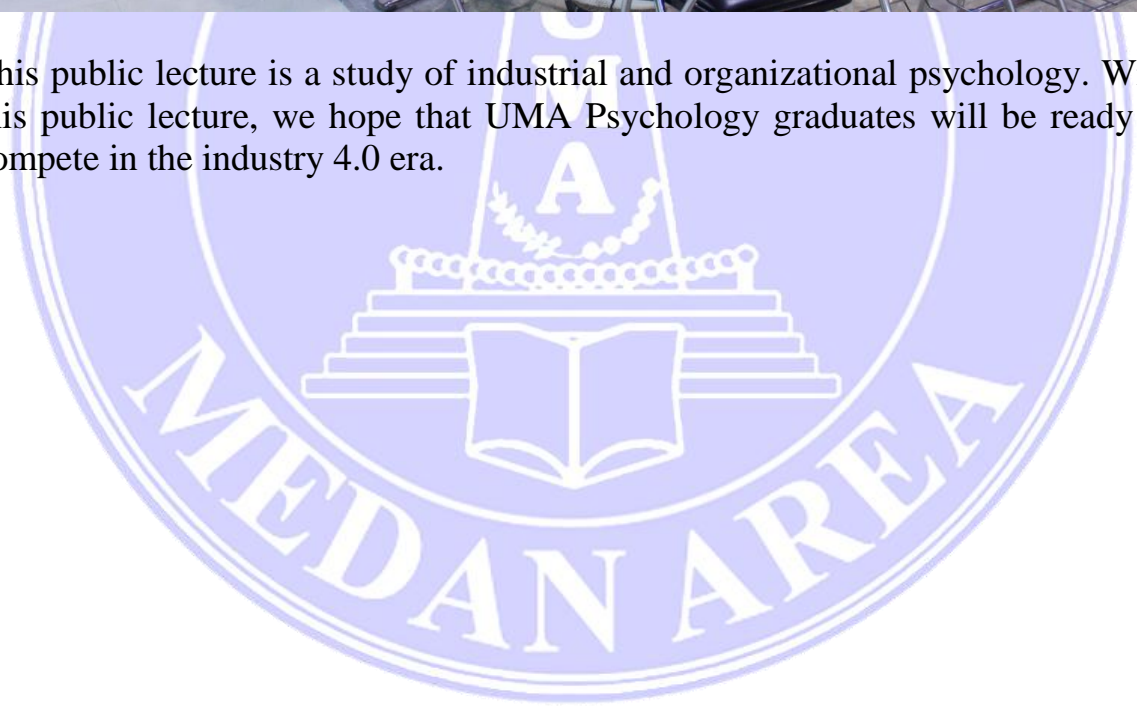 his public lecture is a study of industrial and organizational psychology. W
is public lecture, we hope that UMA Psychology graduates will be ready
ompete in the industry 4.0 era.
U
M
A
MEDAN AREA